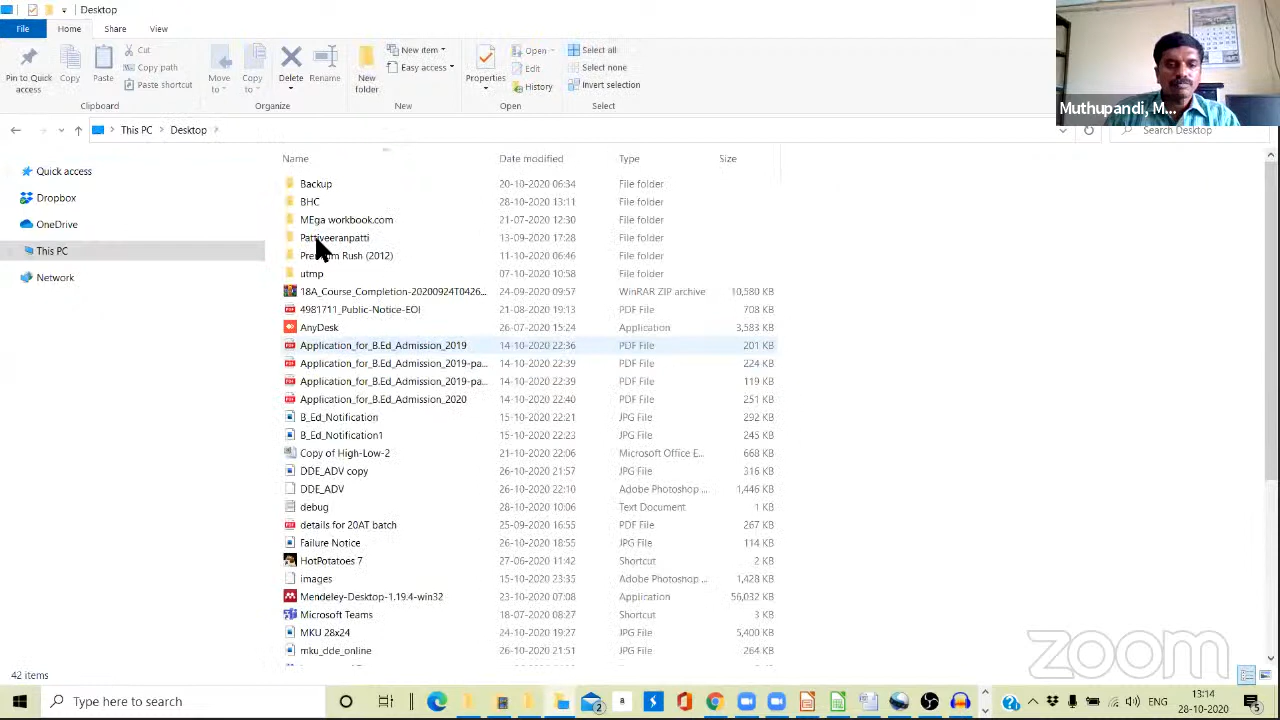 Desktop
File Home Share View
Pin to Quick access
Copy
Paste
Cut
Copy path
Paste shortcut
Move to
Copy to
Delete
Rename
New folder
New item
Easy access
Properties
Open
Edit
History
Select all
Select none
Invert selection
Clipboard Organize New Open Select
Muthupandi, M...
This PC Desktop
Search Desktop
Quick access
Dropbox
OneDrive
This PC
Network
Name Date modified Type Size
Backup 20-10-2020 06:34 File folder
BHC 28-10-2020 13:11 File folder
MEga workbook.com 21-07-2020 12:30 File folder
Pattiveeranpatti 13-09-2020 17:28 File folder
Rush (2012) 11-10-2020 06:46 File folder
utmp 07-10-2020 10:58 File folder
18A_Course_Completion-20200924T0426... 24-09-2020 09:57 WinRAR ZIP archive 10,580 KB
4981711_Public-Notice-EOI 21-08-2020 19:13 PDF File 708 KB
AnyDesk 26-07-2020 15:24 Application 3,583 KB
Application_for_B.Ed_Admission_2019 14-10-2020 22:36 PDF File 201 KB
Application_for_B.Ed_Admission_2019-pa... 14-10-2020 22:39 PDF File 224 KB
Application_for_B.Ed_Admission_2019-pa... 14-10-2020 22:39 PDF File 119 KB
Application_for_B.Ed_Admission_2020 14-10-2020 22:40 PDF File 251 KB
B_Ed_Notification 15-10-2020 22:21 JPG File 292 KB
B_Ed_Notification1 15-10-2020 22:23 JPG File 245 KB
Copy of High-Low-2 21-10-2020 22:06 Microsoft Office E... 668 KB
DDE_ADV copy 26-10-2020 21:57 JPG File 316 KB
DDE_ADV 26-10-2020 22:10 Adobe Photoshop ... 1,446 KB
debug 28-10-2020 10:06 Text Document 1 KB
details for 20AT batch 25-09-2020 16:55 PDF File 267 KB
Failure Notice 26-10-2020 18:55 JPG File 114 KB
HotPotatoes 7 27-06-2020 11:42 Shortcut 2 KB
images 15-10-2020 23:35 Adobe Photoshop ... 1,428 KB
Mendeley-Desktop-1.19.4-win32 23-10-2020 07:08 Application 56,032 KB
Microsoft Teams 18-07-2020 08:27 Shortcut 3 KB
MKU 28x24 24-10-2020 19:27 JPG File 5,400 KB
mku_dde_online 26-10-2020 21:51 JPG File 264 KB
zoom
42 items
Type here to search
2
a
ENG
13:14
28-10-2020
5